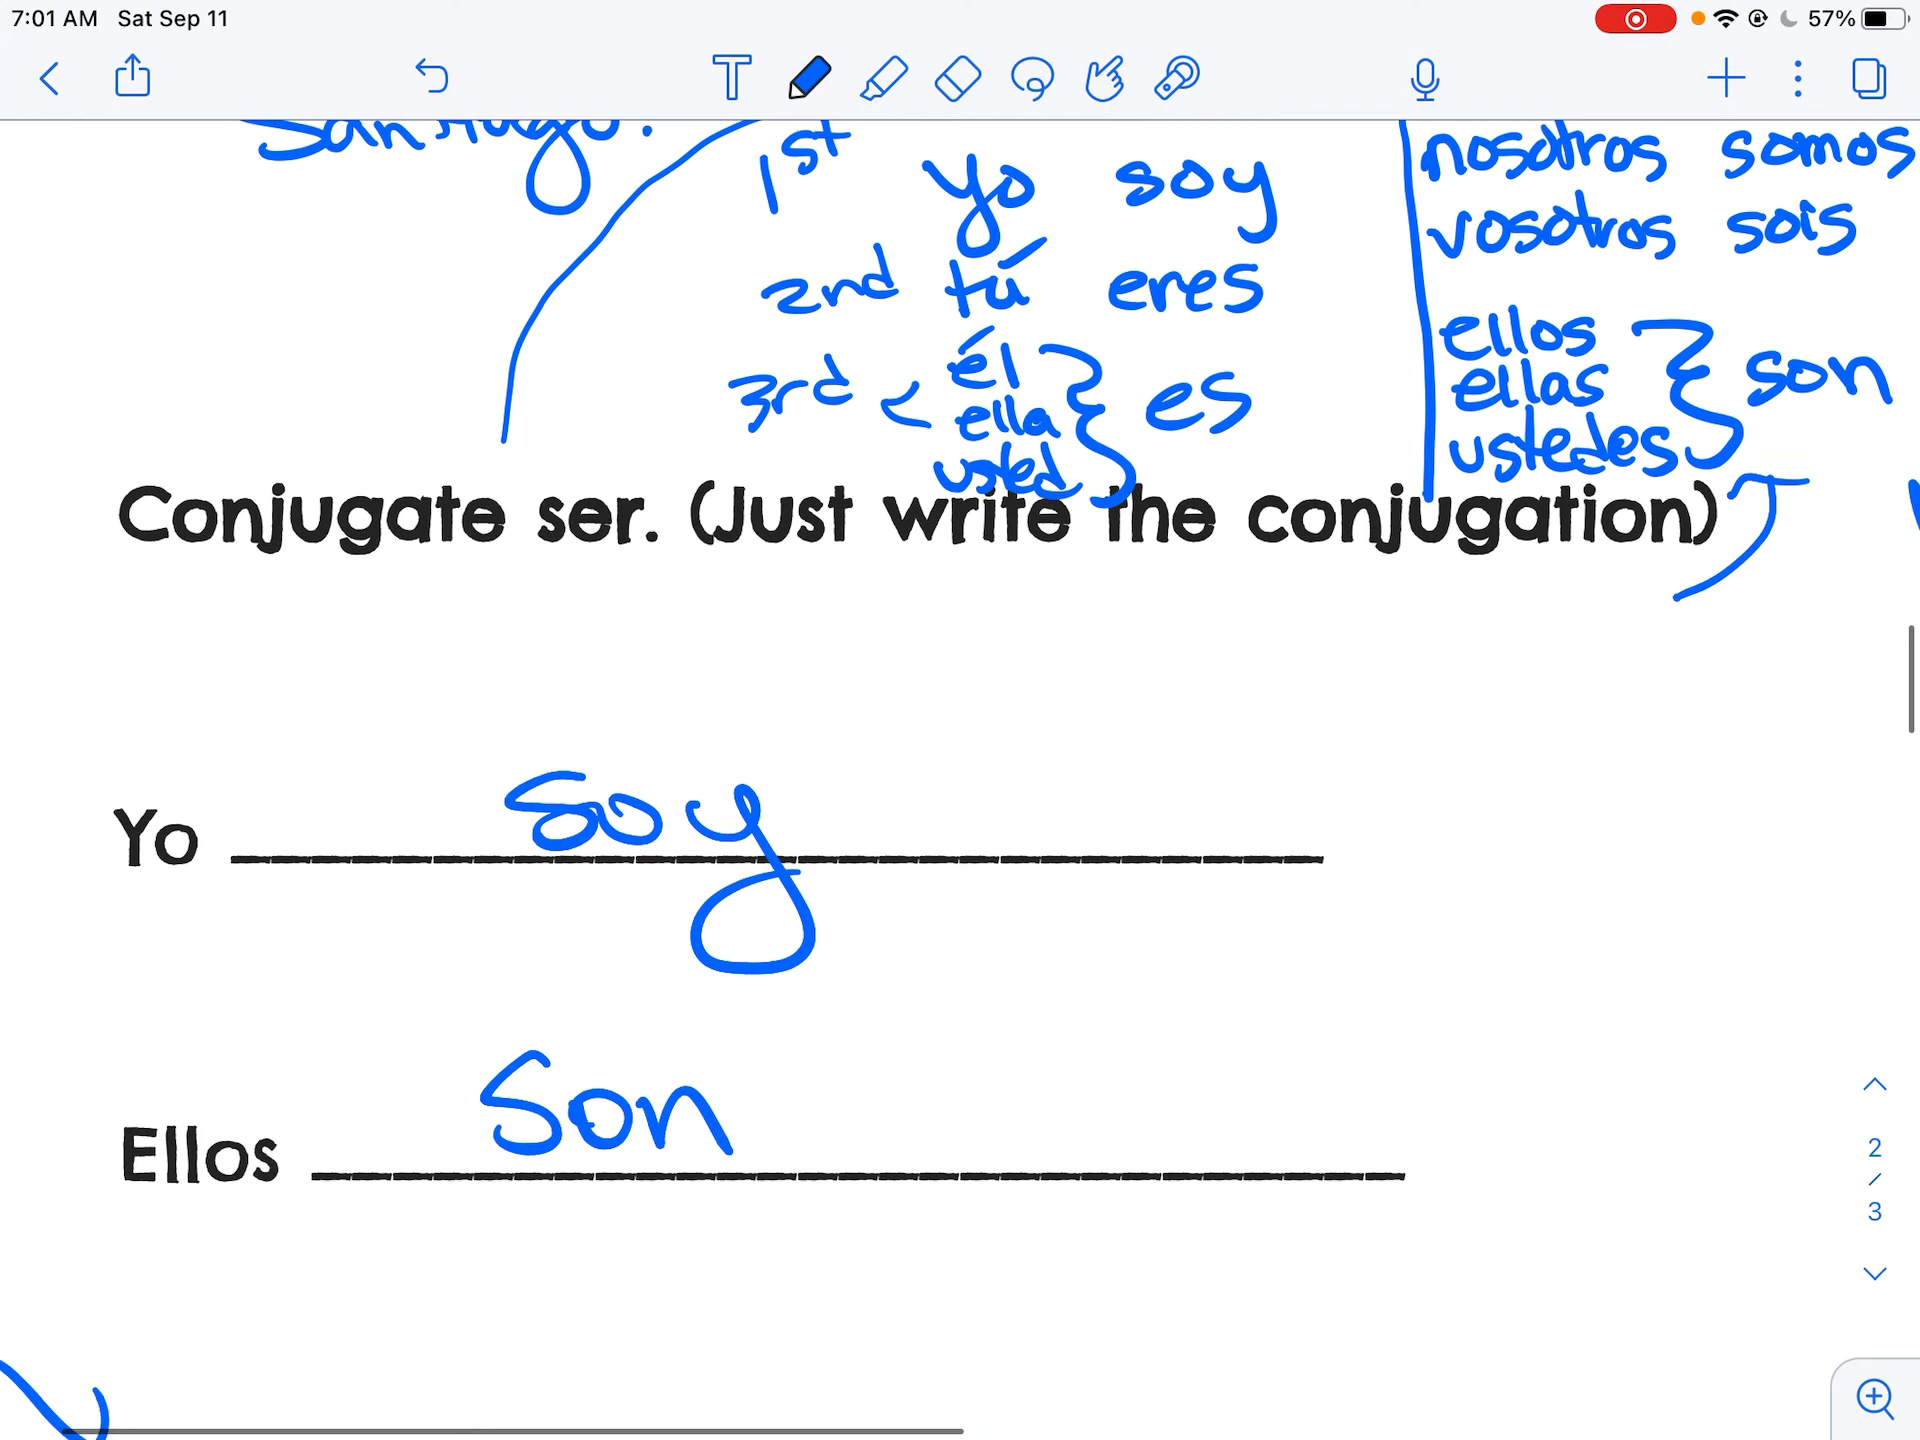 7:01 AM Sat Sep 11
57%
Santiago.
1st yo soy
2nd tú eres
3rd él
ella
usted
es
nosotros somos
vosotros sois
ellos
ellas
ustedes
son
Conjugate ser. (Just write the conjugation)
Yo soy
Ellos son
2
/
3